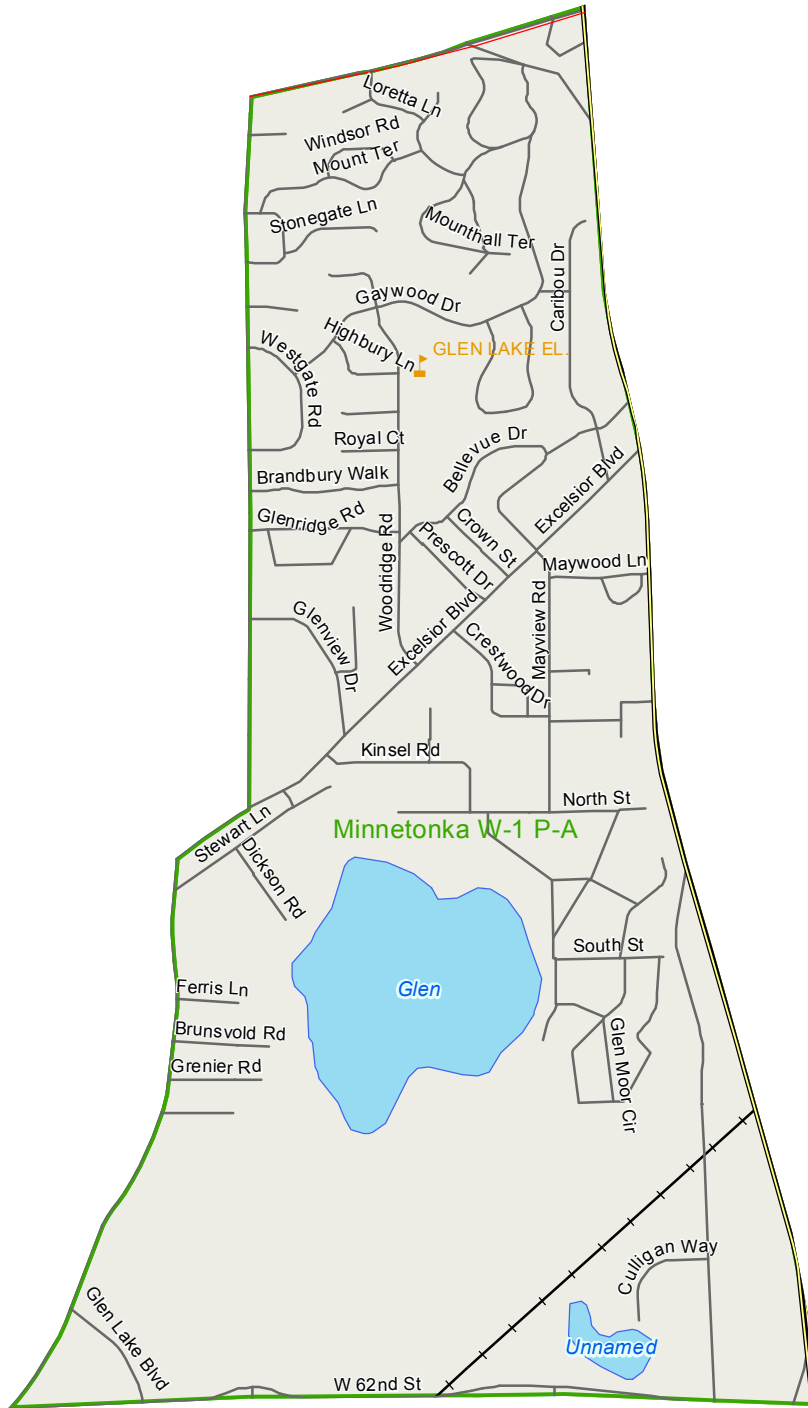 Loretta Ln
Windsor Rd
Mount Ter
Stonegate Ln
Mounthall Ter
Caribou Dr
Gaywood Dr
Highbury Ln
GLEN LAKE EL.
Westgate Rd
Royal Ct
Bellevue Dr
Brandbury Walk
Excelsior Blvd
Glenridge Rd
Crown St
Prescott Dr
Woodridge Rd
Maywood Ln
Mayview Rd
Excelsior Blvd
Glenview Dr
Crestwood Dr
Kinsel Rd
North St
Stewart Ln
Minnetonka W-1 P-A
Dickson Rd
South St
Glen
Ferris Ln
Brunsvold Rd
Glen Moor Cir
Grenier Rd
Culligan Way
Glen Lake Blvd
Unnamed
W 62nd St